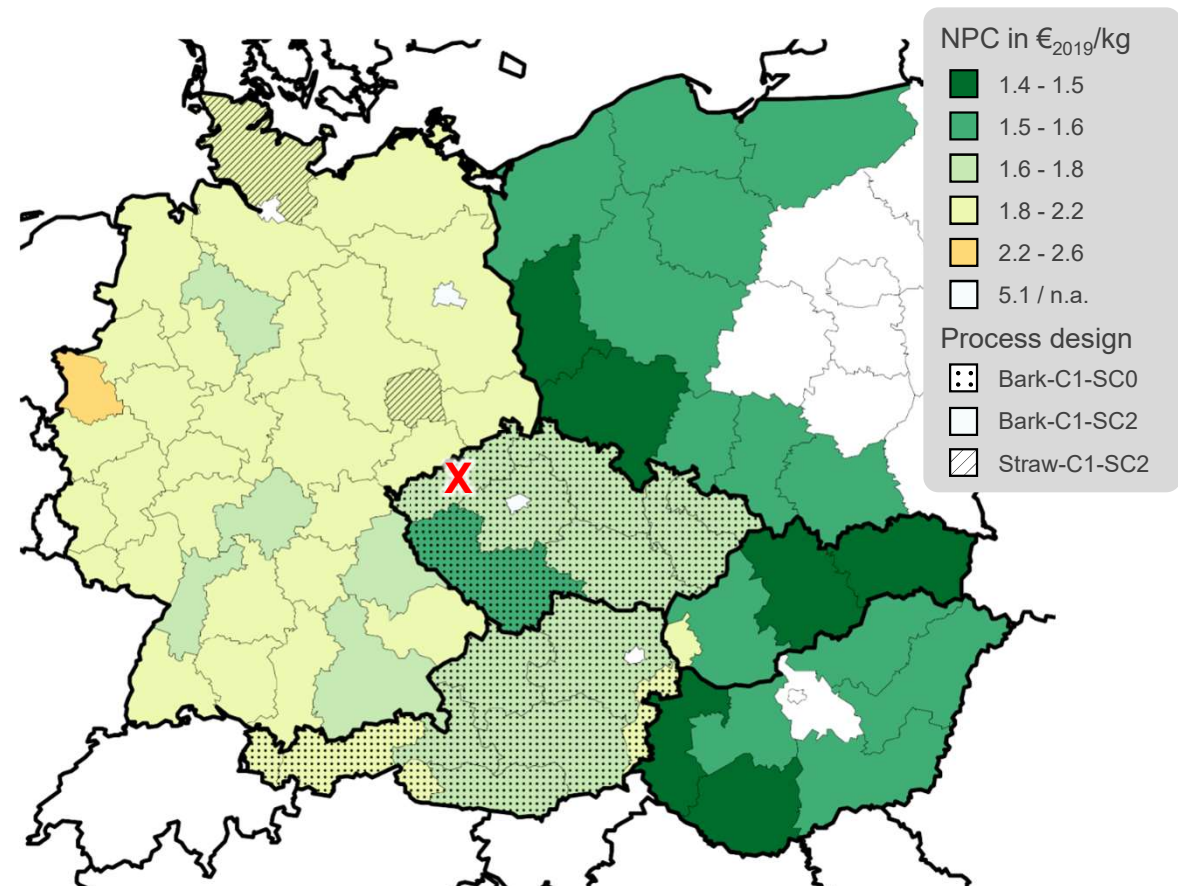 NPC in €2019/kg
1.4 - 1.5
1.5 - 1.6
1.6 - 1.8
1.8 - 2.2
2.2 - 2.6
5.1 / n.a.
Process design
Bark-C1-SC0
Bark-C1-SC2
Straw-C1-SC2
X